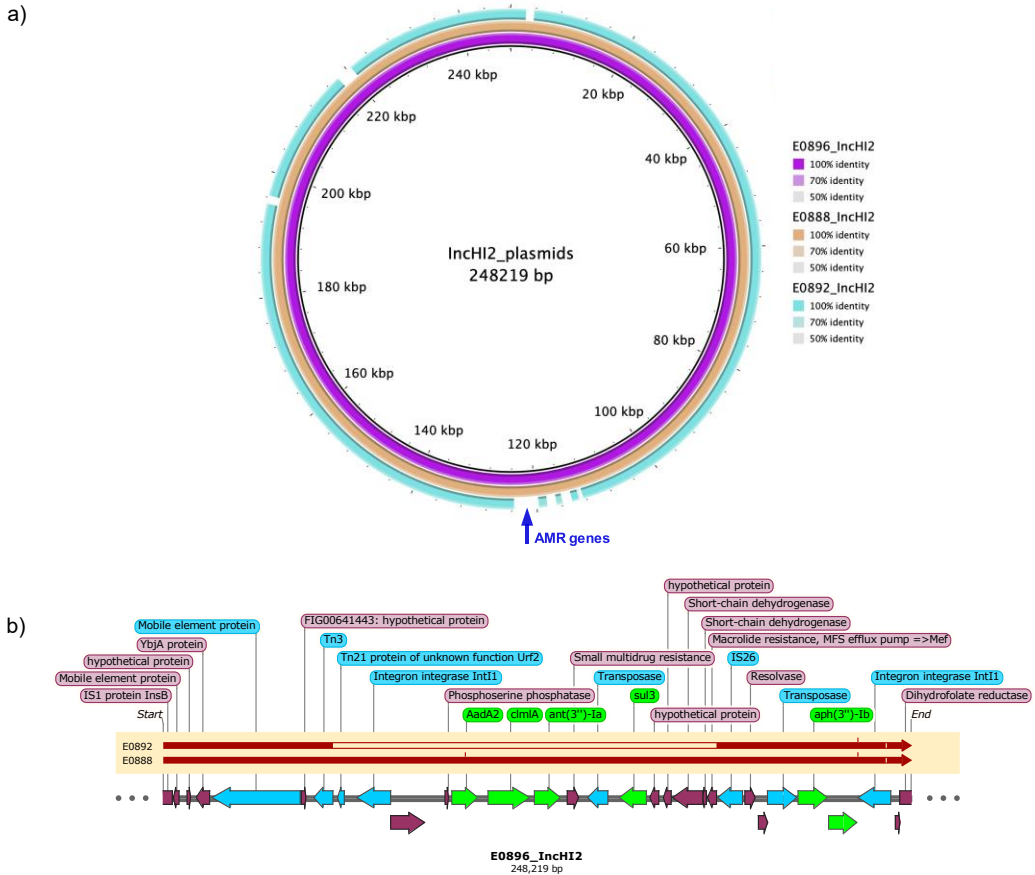 a)
240 kbp
20 kbp
220 kbp
40 kbp
200 kbp
60 kbp
IncHI2_plasmids
248219 bp
180 kbp
80 kbp
160 kbp
100 kbp
140 kbp
120 kbp
E0896_IncHI2
100% identity
70% identity
50% identity
E0888_IncHI2
100% identity
70% identity
50% identity
E0892_IncHI2
100% identity
70% identity
50% identity
AMR genes
b)
hypothetical protein
Short-chain dehydrogenase
FIG00641443: hypothetical protein
Mobile element protein
Short-chain dehydrogenase
Tn3
Macrolide resistance, MFS efflux pump =>Mef
YbjA protein
Tn21 protein of unknown function Urf2
Small multidrug resistance
IS26
hypothetical protein
Integron integrase IntI1
Transposase
Resolvase
Integron integrase IntI1
Mobile element protein
IS1 protein InsB
Phosphoserine phosphatase
sul3
Transposase
Dihydrofolate reductase
Start
AadA2
clmlA
ant(3'')-Ia
hypothetical protein
aph(3'')-Ib
End
E0892
E0888
E0896_IncHI2
248,219 bp